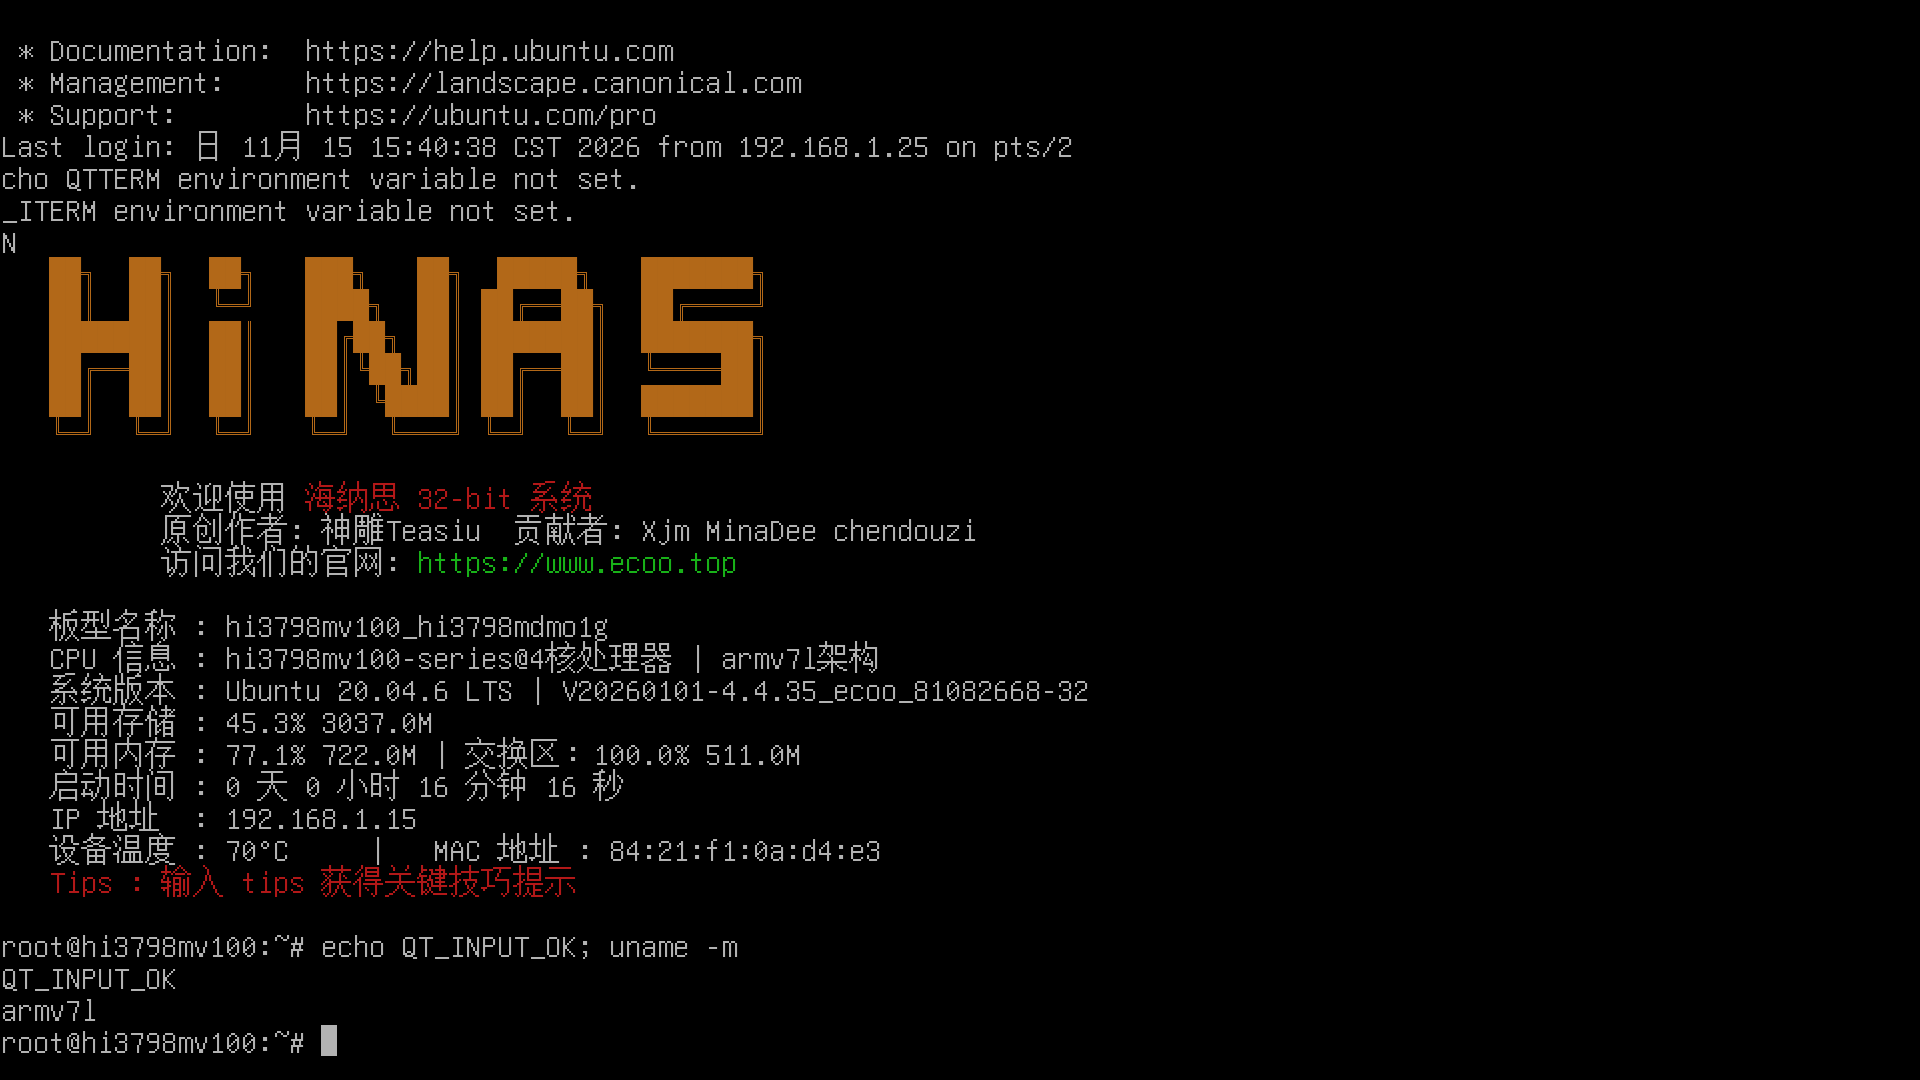 * Documentation:  https://help.ubuntu.com
* Management:     https://landscape.canonical.com
* Support:        https://ubuntu.com/pro
Last login: 日 11月 15 15:40:38 CST 2026 from 192.168.1.25 on pts/2
cho QTTERM environment variable not set.
_ITERM environment variable not set.
N
Hi NAS
欢迎使用 海纳思 32-bit 系统
原创作者: 神雕Teasiu  贡献者: Xjm MinaDee chendouzi
访问我们的官网: https://www.ecoo.top
板型名称 : hi3798mv100_hi3798mdmo1g
CPU 信息 : hi3798mv100-series@4核处理器 | armv7l架构
系统版本 : Ubuntu 20.04.6 LTS | V20260101-4.4.35_ecoo_81082668-32
可用存储 : 45.3% 3037.0M
可用内存 : 77.1% 722.0M | 交换区: 100.0% 511.0M
启动时间 : 0 天 0 小时 16 分钟 16 秒
IP 地址  : 192.168.1.15
设备温度 : 70°C     |   MAC 地址 : 84:21:f1:0a:d4:e3
Tips : 输入 tips 获得关键技巧提示
root@hi3798mv100:~# echo QT_INPUT_OK; uname -m
QT_INPUT_OK
armv7l
root@hi3798mv100:~#